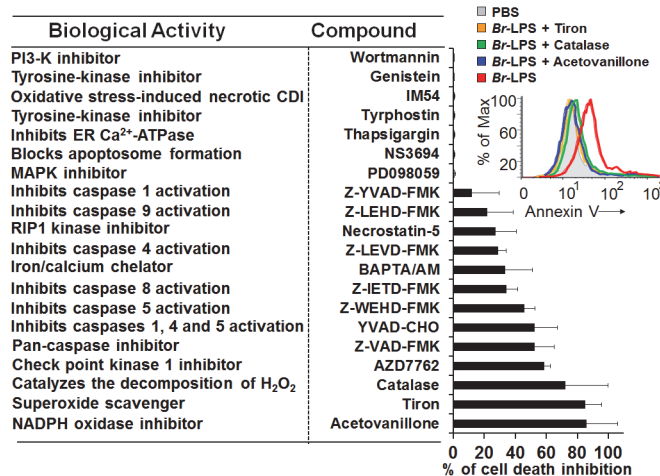 Biological Activity Compound
PI3-K inhibitor Wortmannin
Tyrosine-kinase inhibitor Genistein
Oxidative stress-induced necrotic CDI IM54
Tyrosine-kinase inhibitor Tyrphostin
Inhibits ER Ca²⁺-ATPase Thapsigargin
Blocks apoptosome formation NS3694
MAPK inhibitor PD098059
Inhibits caspase 1 activation Z-YVAD-FMK
Inhibits caspase 9 activation Z-LEHD-FMK
RIP1 kinase inhibitor Necrostatin-5
Inhibits caspase 4 activation Z-LEVD-FMK
Iron/calcium chelator BAPTA/AM
Inhibits caspase 8 activation Z-IETD-FMK
Inhibits caspase 5 activation Z-WEHD-FMK
Inhibits caspases 1, 4 and 5 activation YVAD-CHO
Pan-caspase inhibitor Z-VAD-FMK
Check point kinase 1 inhibitor AZD7762
Catalyzes the decomposition of H₂O₂ Catalase
Superoxide scavenger Tiron
NADPH oxidase inhibitor Acetovanillone
0 20 40 60 80 100
% of cell death inhibition
PBS
Br-LPS + Tiron
Br-LPS + Catalase
Br-LPS + Acetovanillone
Br-LPS
% of Max
100
80
60
20
0 10¹ 10² 10³
Annexin V